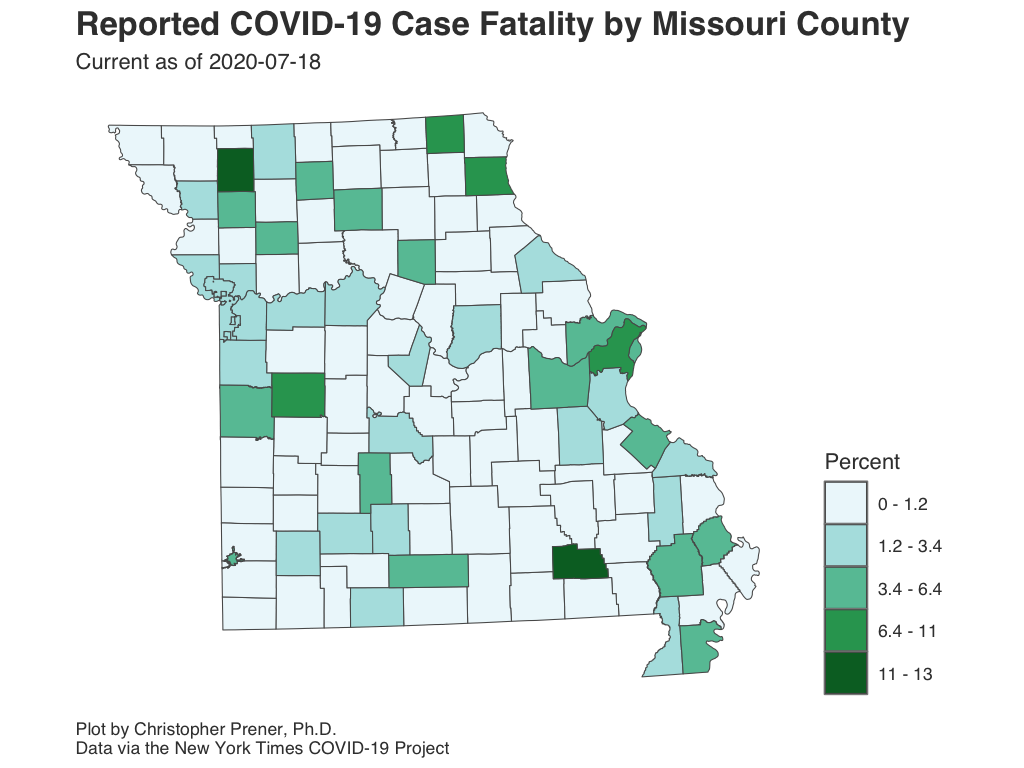 Reported COVID-19 Case Fatality by Missouri County
Current as of 2020-07-18
Percent
0 - 1.2
1.2 - 3.4
3.4 - 6.4
6.4 - 11
11 - 13
Plot by Christopher Prener, Ph.D.
Data via the New York Times COVID-19 Project